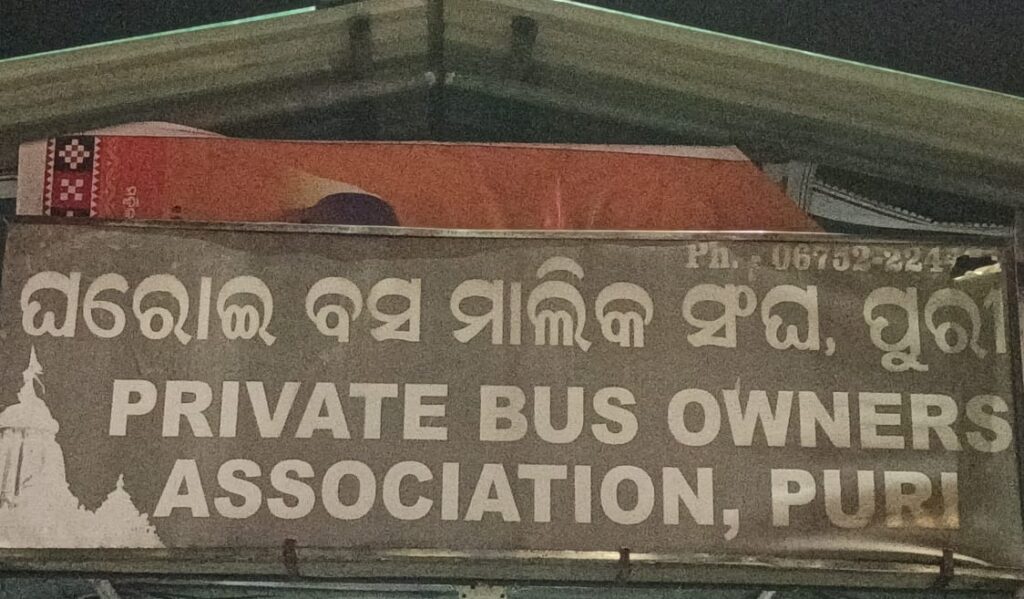 Ph. : 06752-224
ଘରୋଇ ବସ ମାଲିକ ସଂଘ, ପୁରୀ
PRIVATE BUS OWNERS
ASSOCIATION, PURI